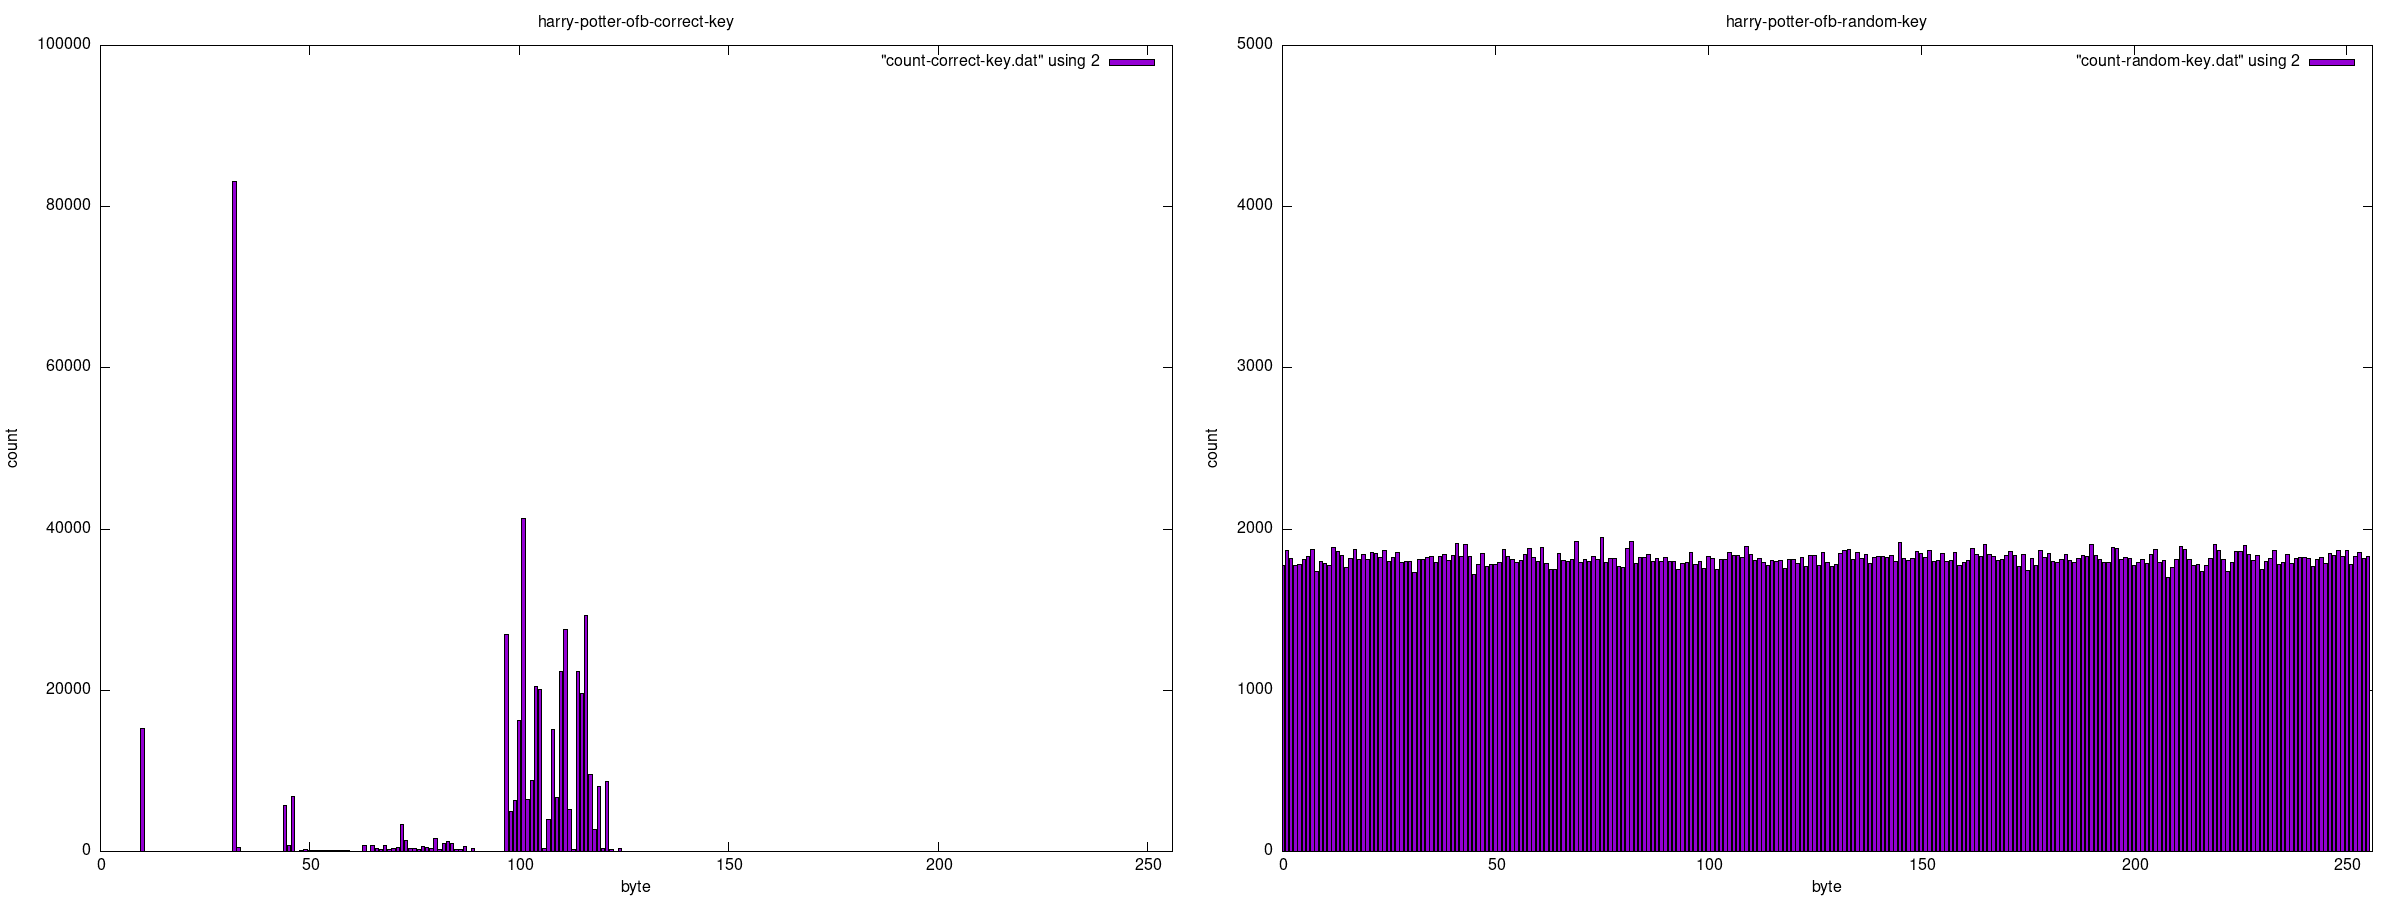 harry-potter-ofb-correct-key
"count-correct-key.dat" using 2
100000
80000
60000
40000
20000
0
count
0 50 100 150 200 250
byte
harry-potter-ofb-random-key
"count-random-key.dat" using 2
5000
4000
3000
2000
1000
0
count
0 50 100 150 200 250
byte